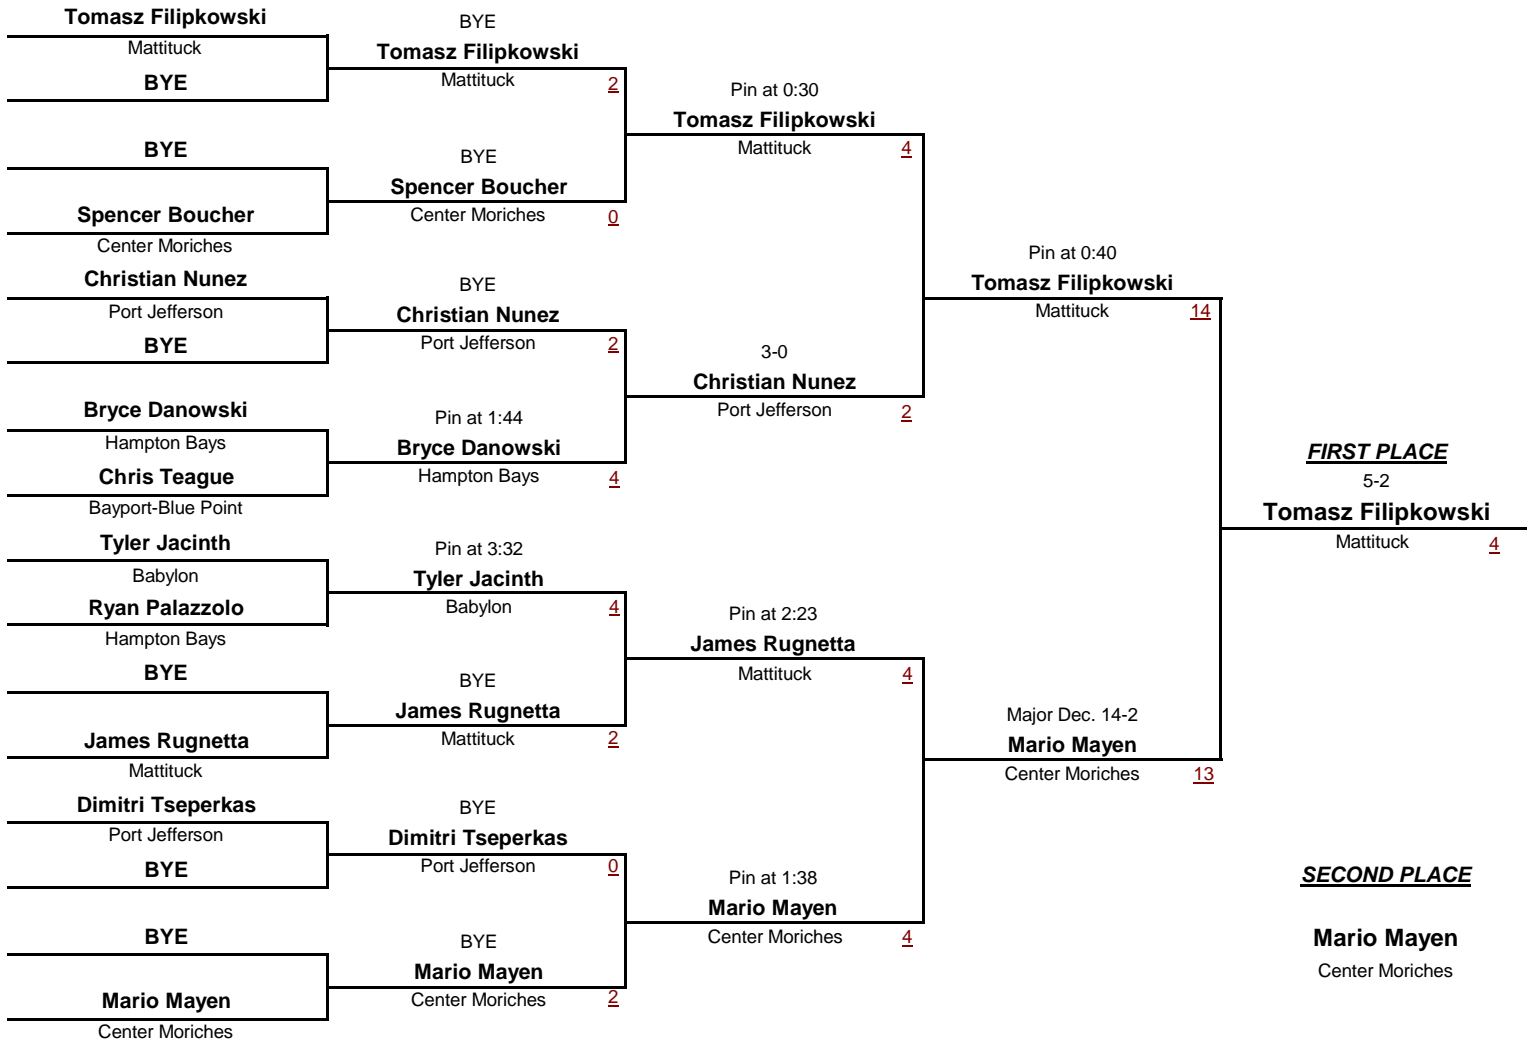 Tomasz Filipkowski
Mattituck
BYE
BYE
Spencer Boucher
Center Moriches
Christian Nunez
Port Jefferson
BYE
Bryce Danowski
Hampton Bays
Chris Teague
Bayport-Blue Point
Tyler Jacinth
Babylon
Ryan Palazzolo
Hampton Bays
BYE
James Rugnetta
Mattituck
Dimitri Tseperkas
Port Jefferson
BYE
BYE
Mario Mayen
Center Moriches
BYE
Tomasz Filipkowski
Mattituck 2
BYE
Spencer Boucher
Center Moriches 0
BYE
Christian Nunez
Port Jefferson 2
Pin at 1:44
Bryce Danowski
Hampton Bays 4
Pin at 3:32
Tyler Jacinth
Babylon 4
BYE
James Rugnetta
Mattituck 2
BYE
Dimitri Tseperkas
Port Jefferson 0
BYE
Mario Mayen
Center Moriches 2
Pin at 0:30
Tomasz Filipkowski
Mattituck 4
3-0
Christian Nunez
Port Jefferson 2
Pin at 2:23
James Rugnetta
Mattituck 4
Pin at 1:38
Mario Mayen
Center Moriches 4
Pin at 0:40
Tomasz Filipkowski
Mattituck 14
Major Dec. 14-2
Mario Mayen
Center Moriches 13
FIRST PLACE
5-2
Tomasz Filipkowski
Mattituck 4
SECOND PLACE
Mario Mayen
Center Moriches